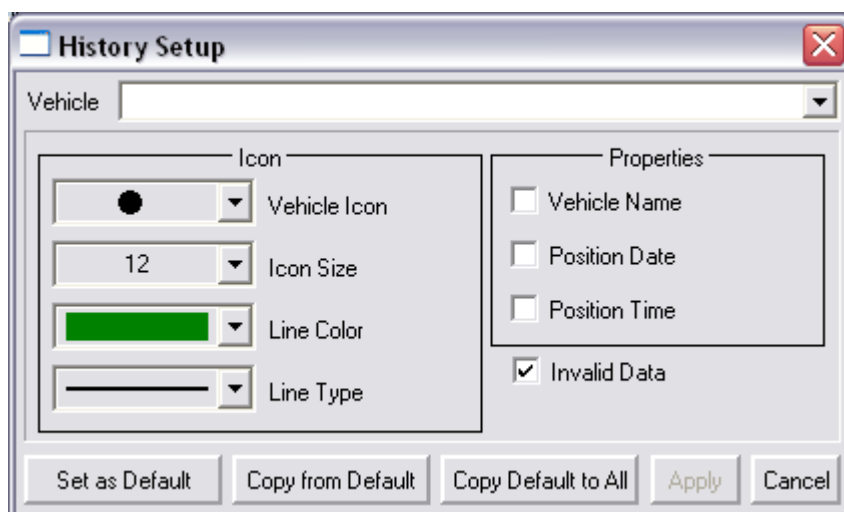 History Setup
Vehicle
Icon
Vehicle Icon
12
Icon Size
Line Color
Line Type
Properties
Vehicle Name
Position Date
Position Time
Invalid Data
Set as Default
Copy from Default
Copy Default to All
Apply
Cancel